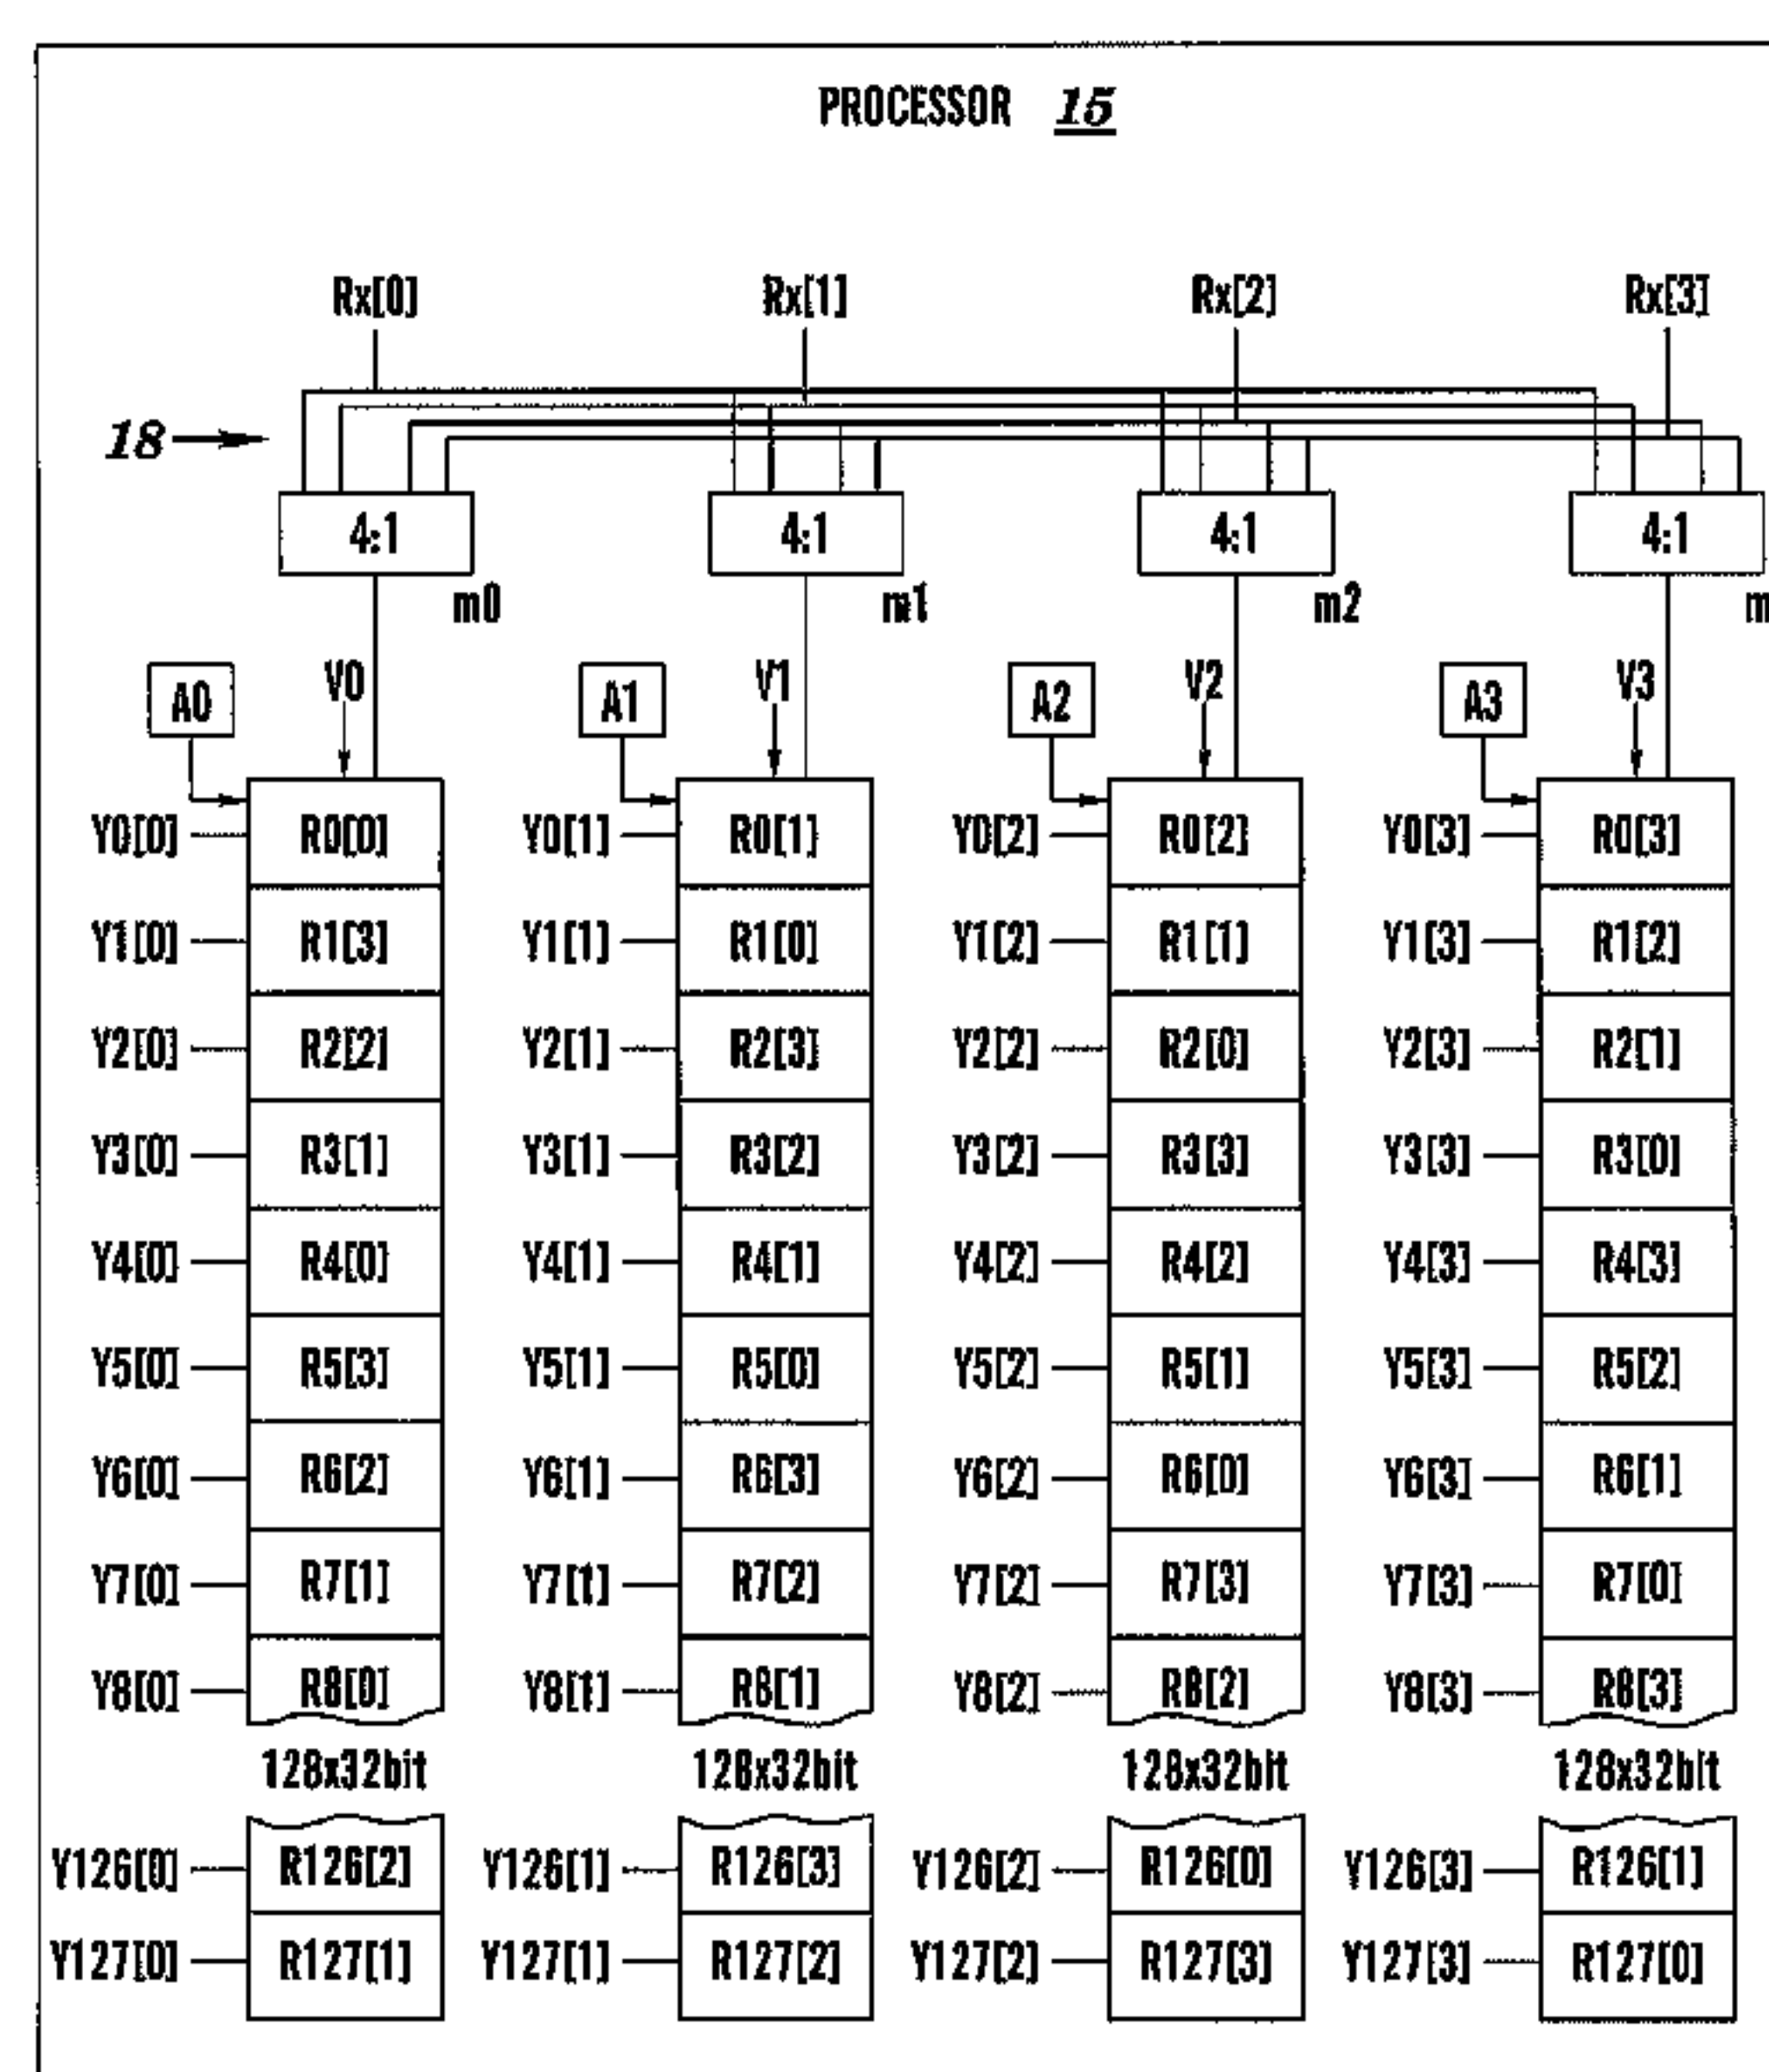 PROCESSOR 15
Rx[0] Rx[1] Rx[2] Rx[3]
18
4:1 4:1 4:1 4:1
m0 m1 m2 m
A0 V0 A1 V1 A2 V2 A3 V3
Y0[0] R0[0] Y0[1] R0[1] Y0[2] R0[2] Y0[3] R0[3]
Y1[0] R1[3] Y1[1] R1[0] Y1[2] R1[1] Y1[3] R1[2]
Y2[0] R2[2] Y2[1] R2[3] Y2[2] R2[0] Y2[3] R2[1]
Y3[0] R3[1] Y3[1] R3[2] Y3[2] R3[3] Y3[3] R3[0]
Y4[0] R4[0] Y4[1] R4[1] Y4[2] R4[2] Y4[3] R4[3]
Y5[0] R5[3] Y5[1] R5[0] Y5[2] R5[1] Y5[3] R5[2]
Y6[0] R6[2] Y6[1] R6[3] Y6[2] R6[0] Y6[3] R6[1]
Y7[0] R7[1] Y7[1] R7[2] Y7[2] R7[3] Y7[3] R7[0]
Y8[0] R8[0] Y8[1] R8[1] Y8[2] R8[2] Y8[3] R8[3]
128x32bit 128x32bit 128x32bit 128x32bit
Y126[0] R126[2] Y126[1] R126[3] Y126[2] R126[0] Y126[3] R126[1]
Y127[0] R127[1] Y127[1] R127[2] Y127[2] R127[3] Y127[3] R127[0]